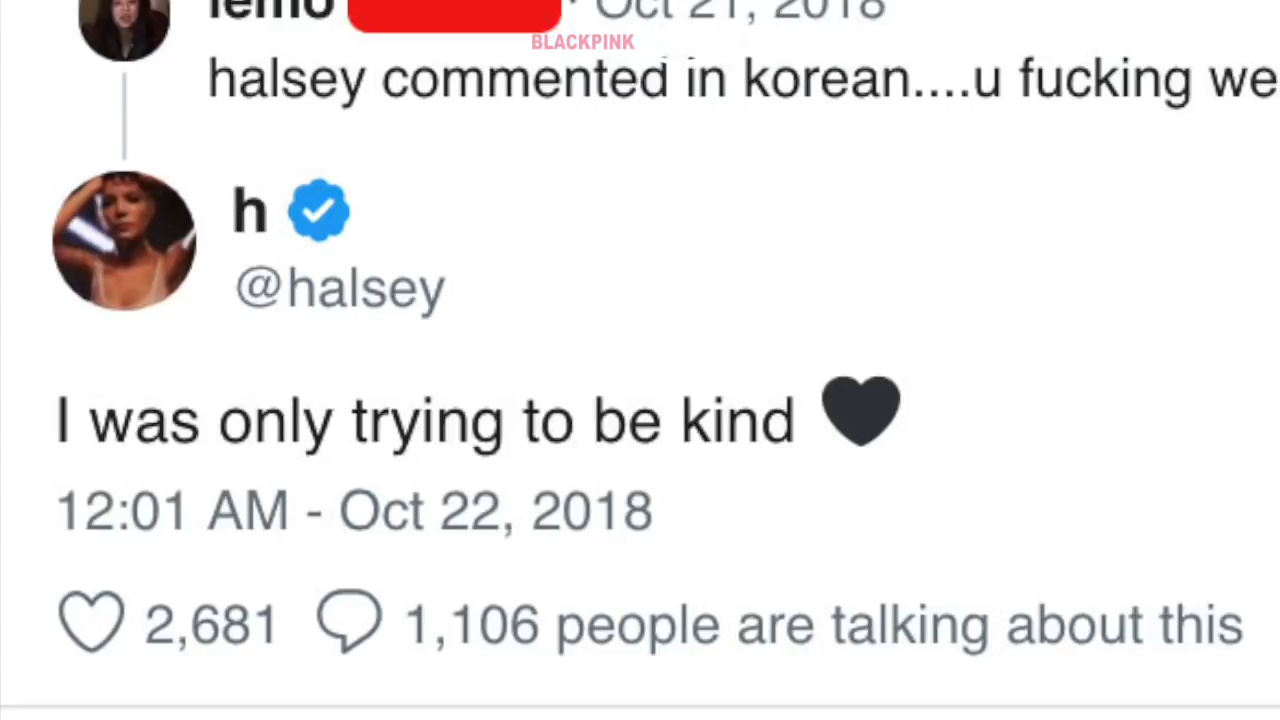 lemo · Oct 21, 2018
BLACKPINK
halsey commented in korean....u fucking we
h
@halsey
I was only trying to be kind 🖤
12:01 AM - Oct 22, 2018
2,681 1,106 people are talking about this